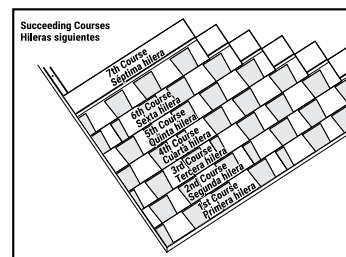 Succeeding Courses
Hileras siguientes
7th Course
Séptima hilera
6th Course
Sexta hilera
5th Course
Quinta hilera
4th Course
Cuarta hilera
3rd Course
Tercera hilera
2nd Course
Segunda hilera
1st Course
Primera hilera